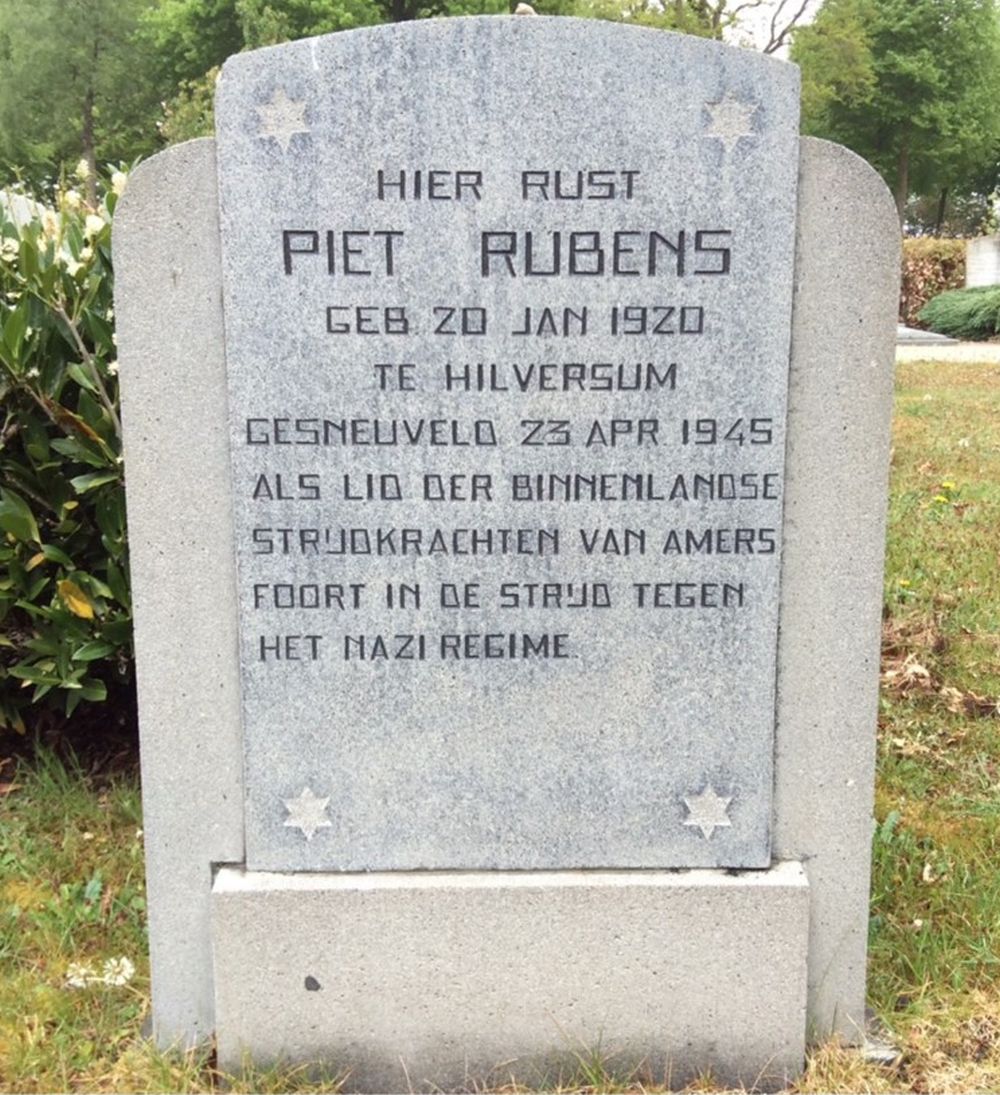 HIER RUST
PIET RUBENS
GEB. 20 JAN 1920
TE HILVERSUM
GESNEUVELD 23 APR. 1945
ALS LID DER BINNENLANDSE
STRIJDKRACHTEN VAN AMERS
FOORT IN DE STRIJD TEGEN
HET NAZI REGIME.